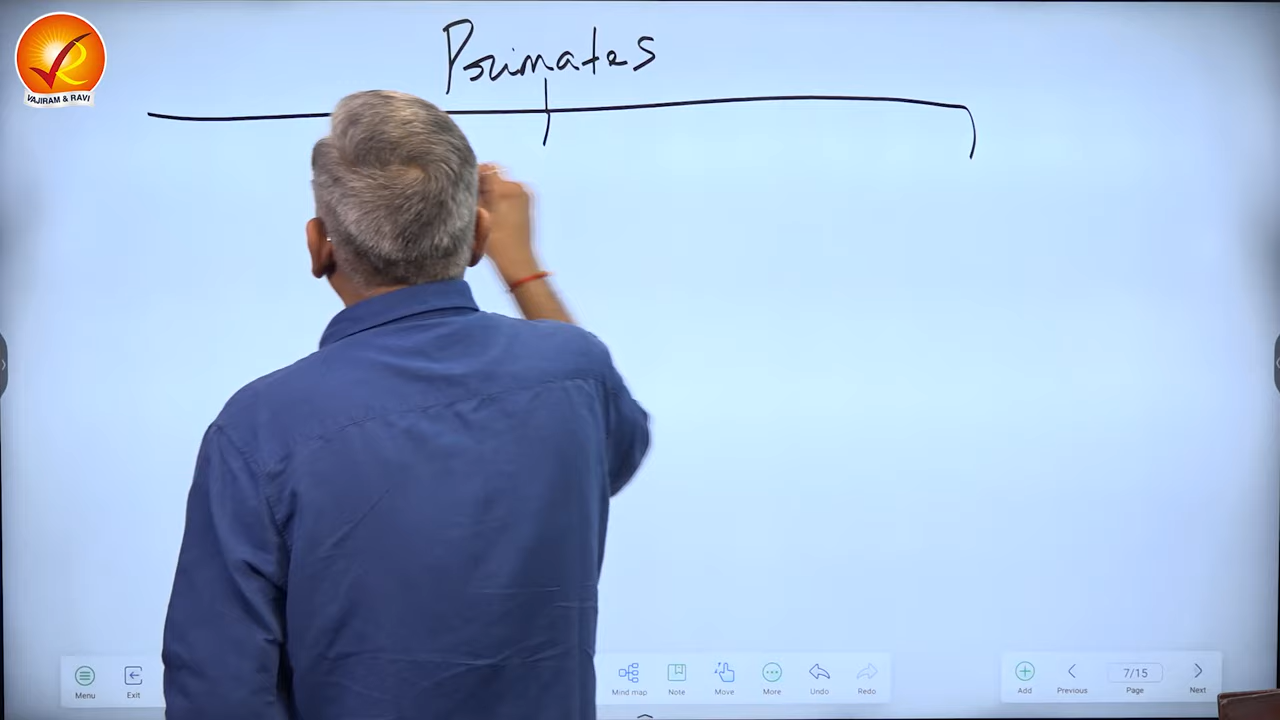 Primates
VAJIRAM & RAVI
Menu
Exit
Mind map
Note
Move
More
Undo
Redo
Add
Previous
7/15
Page
Next